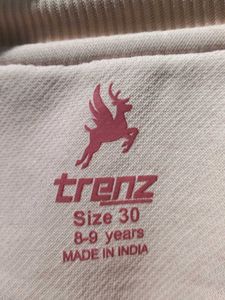 trenz
Size 30
8-9 years
MADE IN INDIA